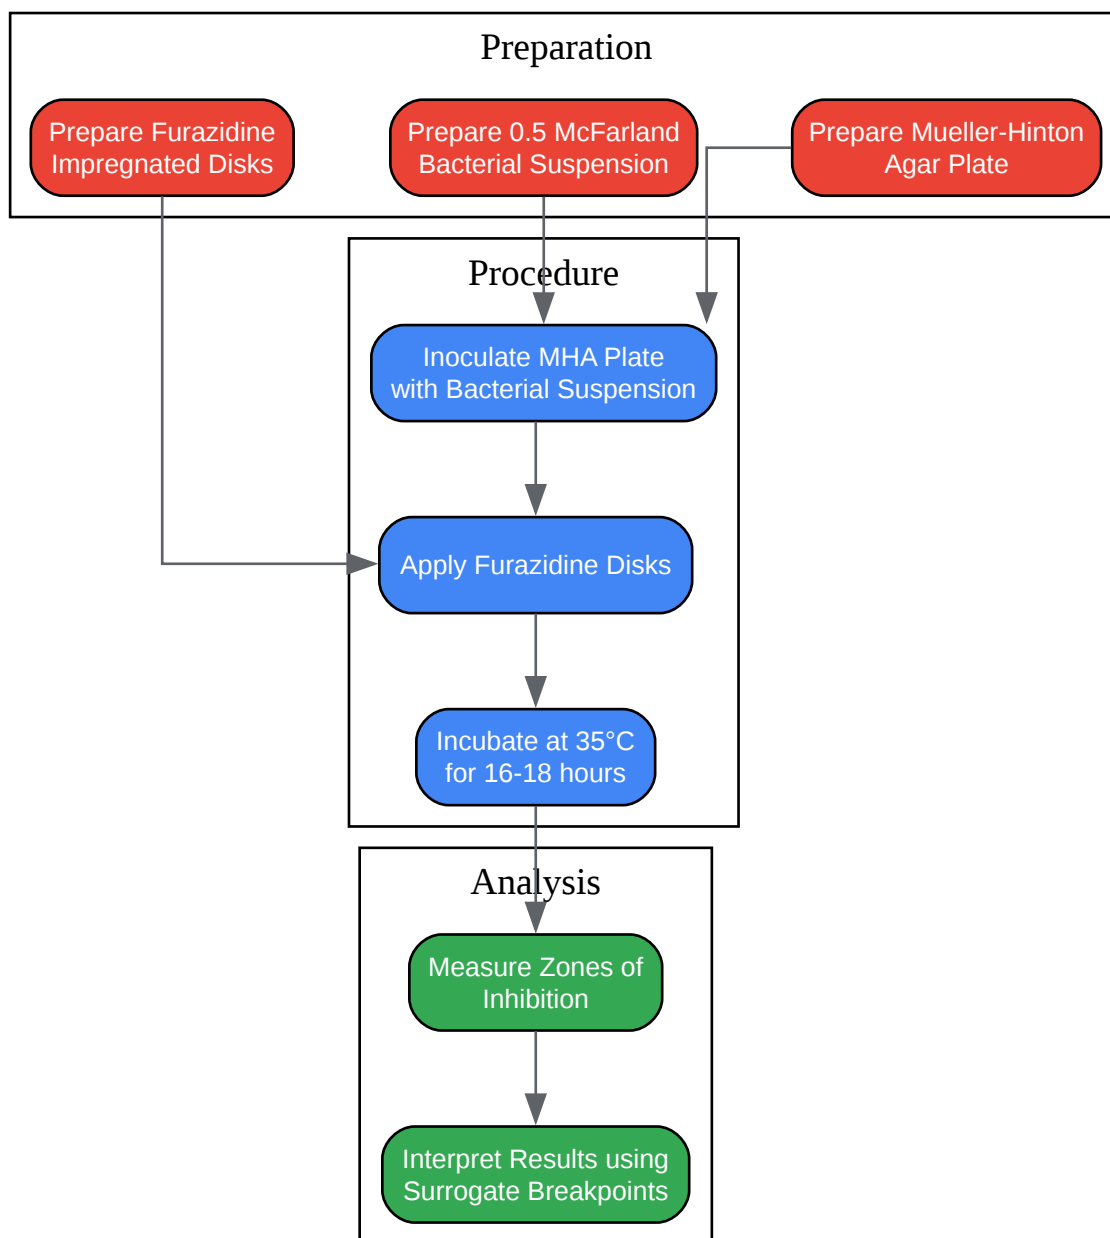 Preparation
Prepare Furazidine
Impregnated Disks
Prepare 0.5 McFarland
Bacterial Suspension
Prepare Mueller-Hinton
Agar Plate
Procedure
Inoculate MHA Plate
with Bacterial Suspension
Apply Furazidine Disks
Incubate at 35°C
for 16-18 hours
Analysis
Measure Zones of
Inhibition
Interpret Results using
Surrogate Breakpoints